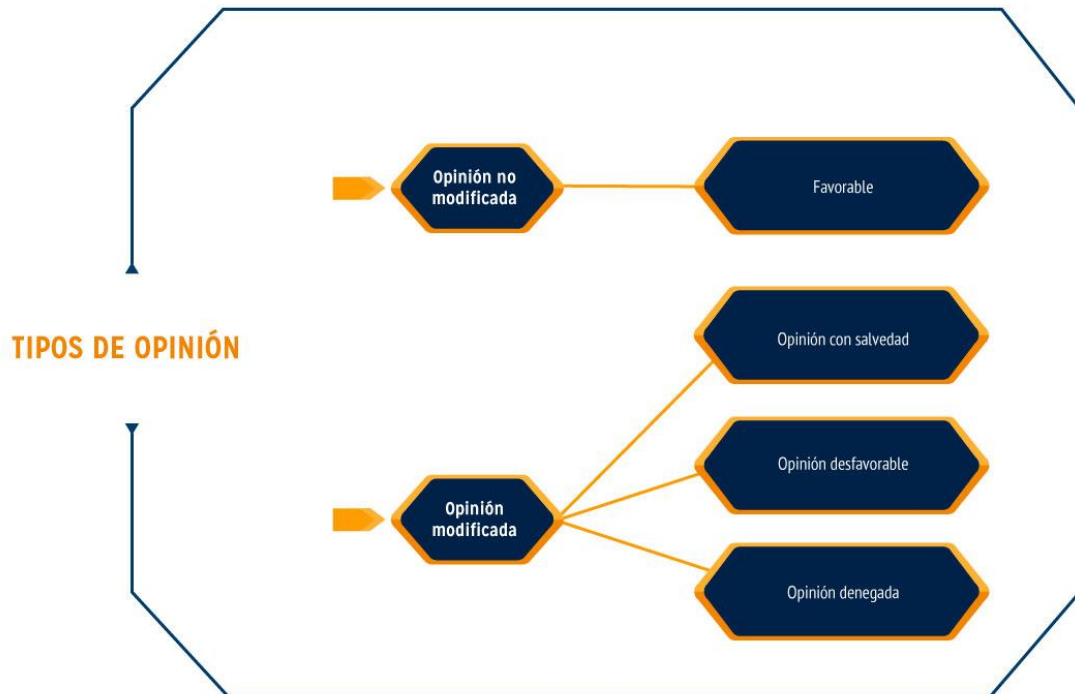 TIPOS DE OPINIÓN
Opinión no
modificada
Favorable
Opinión
modificada
Opinión con salvedad
Opinión desfavorable
Opinión denegada